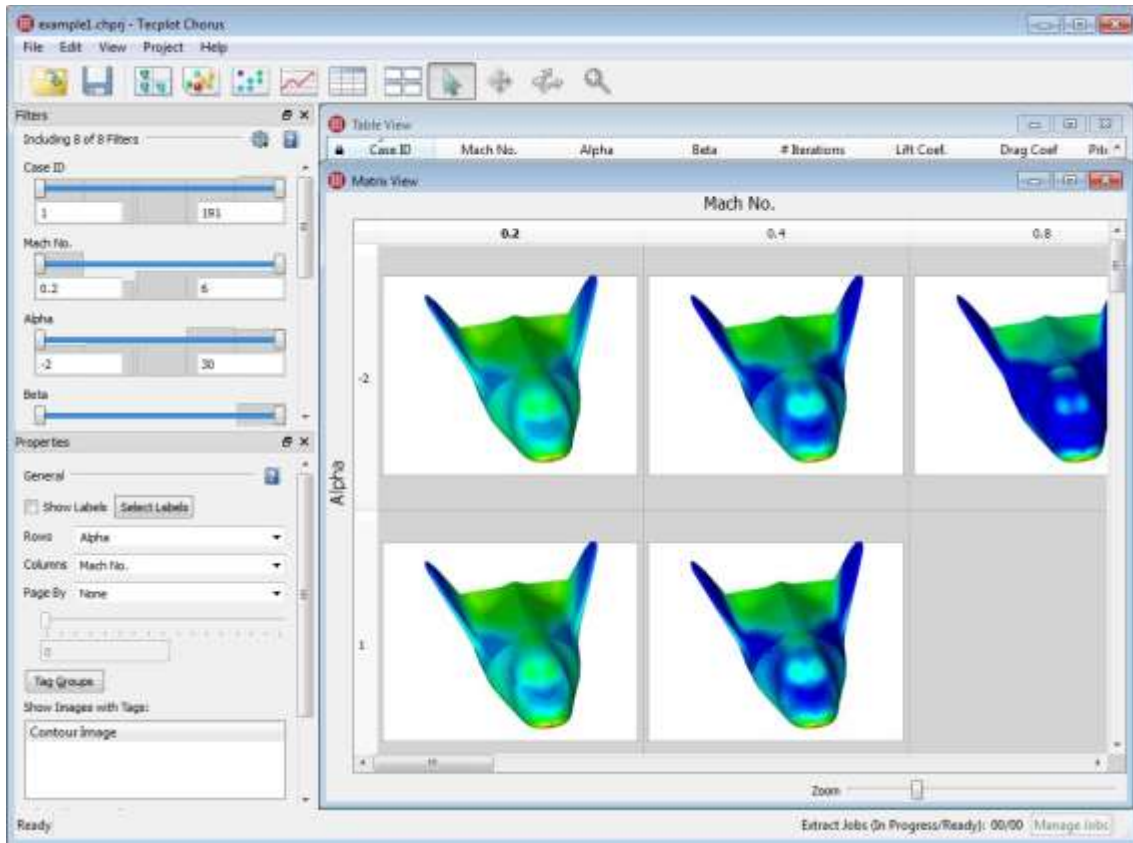 example1.chprj - Tecplot Chorus
File Edit View Project Help
Filters
Including 8 of 8 Filters
Case ID
1 191
Mach No.
0.2 6
Alpha
-2 30
Beta
Properties
General
Show Labels Select Labels
Rows Alpha
Columns Mach No.
Page By None
0
Tag Groups
Show Images with Tags:
Contour Image
Ready
Table View
Case ID Mach No. Alpha Beta # Iterations Lift Coef. Drag Coef
Matrix View
Mach No.
0.2 0.4 0.8
Alpha
-2
1
Zoom
Extract Jobs (In Progress/Ready): 00/00 Manage Jobs